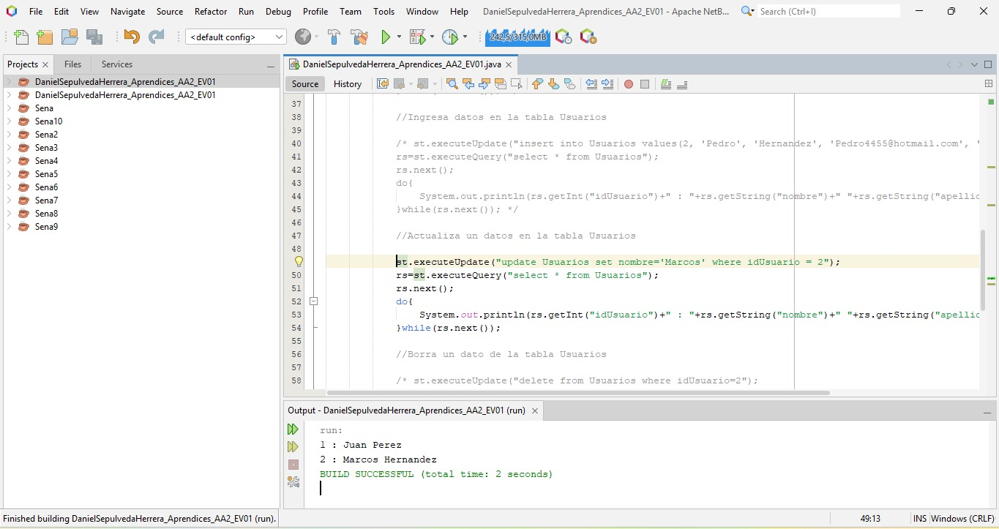 File Edit View Navigate Source Refactor Run Debug Profile Team Tools Window Help DanielSepulvedaHerrera_Aprendices_AA2_EV01 - Apache NetB... Search (Ctrl+I)
<default config> 242,5/315,0MB
Projects Files Services
DanielSepulvedaHerrera_Aprendices_AA2_EV01
DanielSepulvedaHerrera_Aprendices_AA2_EV01
Sena
Sena10
Sena2
Sena3
Sena4
Sena5
Sena6
Sena7
Sena8
Sena9
DanielSepulvedaHerrera_Aprendices_AA2_EV01.java
Source History
37
38 //Ingresa datos en la tabla Usuarios
39
40 /* st.executeUpdate("insert into Usuarios values(2, 'Pedro', 'Hernandez', 'Pedro4455@hotmail.com', '
41 rs=st.executeQuery("select * from Usuarios");
42 rs.next();
43 do{
44 System.out.println(rs.getInt("idUsuario")+" : "+rs.getString("nombre")+" "+rs.getString("apellid
45 }while(rs.next()); */
46
47 //Actualiza un datos en la tabla Usuarios
48
st.executeUpdate("update Usuarios set nombre='Marcos' where idUsuario = 2");
50 rs=st.executeQuery("select * from Usuarios");
51 rs.next();
52 do{
53 System.out.println(rs.getInt("idUsuario")+" : "+rs.getString("nombre")+" "+rs.getString("apellid
54 }while(rs.next());
55
56 //Borra un dato de la tabla Usuarios
57
58 /* st.executeUpdate("delete from Usuarios where idUsuario=2");
Output - DanielSepulvedaHerrera_Aprendices_AA2_EV01 (run)
run:
1 : Juan Perez
2 : Marcos Hernandez
BUILD SUCCESSFUL (total time: 2 seconds)
Finished building DanielSepulvedaHerrera_Aprendices_AA2_EV01 (run). 49:13 INS Windows (CRLF)